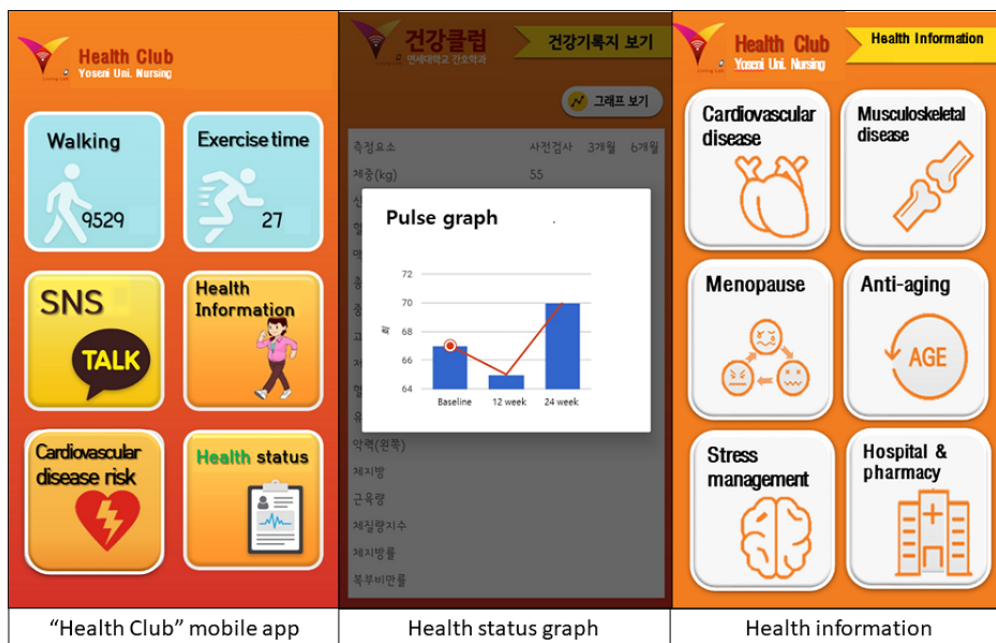 Health Club
Yoseni Uni. Nursing
Living Lab
Walking
9529
Exercise time
27
SNS
TALK
Health
Information
Cardiovascular
disease risk
Health status
"Health Club" mobile app
건강클럽
연세대학교 간호학과
건강기록지 보기
그래프 보기
측정요소 사전검사 3개월 6개월
체중(kg) 55
Pulse graph
72
70
68
66
64
회
Baseline 12 week 24 week
악력(왼쪽)
체지방
근육량
체질량지수
체지방률
복부비만률
Health status graph
Health Club
Yoseni Uni. Nursing
Living Lab
Health Information
Cardiovascular
disease
Musculoskeletal
disease
Menopause
Anti-aging
AGE
Stress
management
Hospital &
pharmacy
Health information